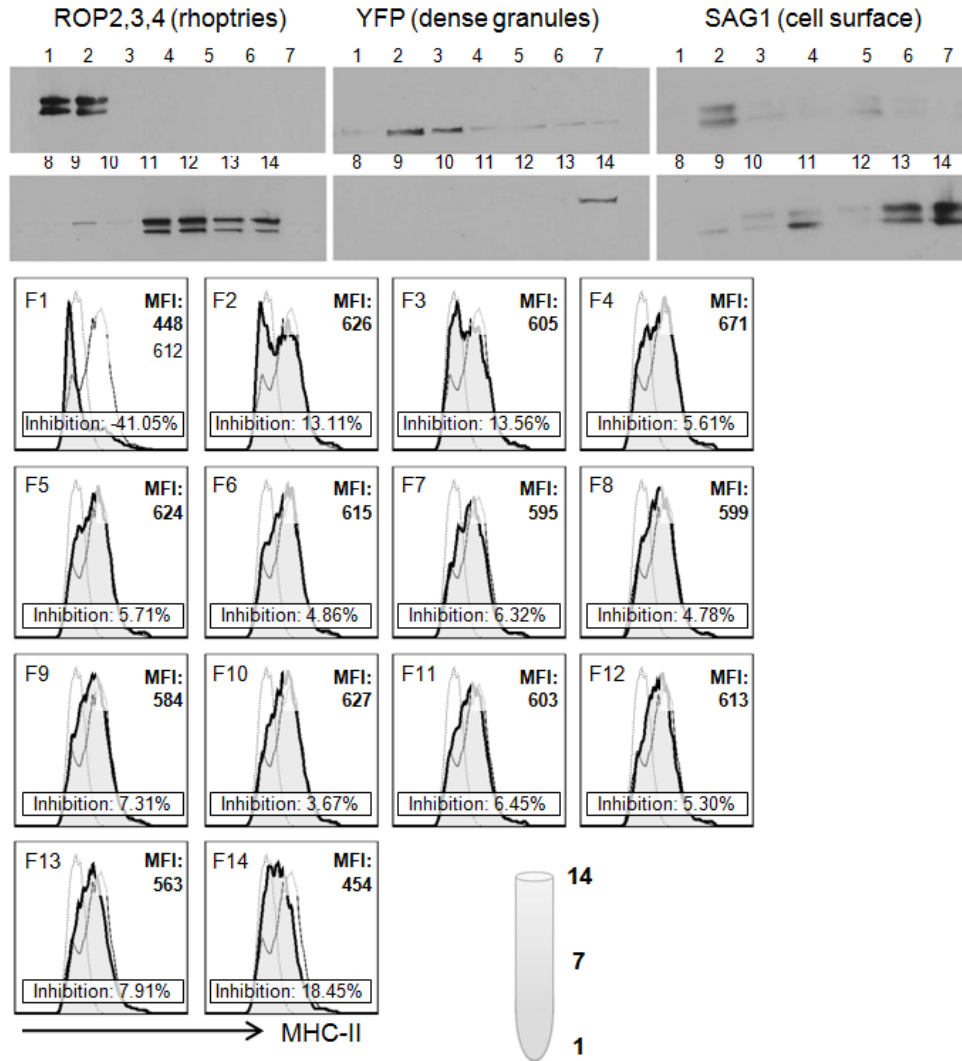 ROP2,3,4 (rhoptries) YFP (dense granules) SAG1 (cell surface)
1 2 3 4 5 6 7 1 2 3 4 5 6 7 1 2 3 4 5 6 7
8 9 10 11 12 13 14 8 9 10 11 12 13 14 8 9 10 11 12 13 14
F1 MFI: F2 MFI: F3 MFI: F4 MFI:
448 626 605 671
612
Inhibition: -41.05% Inhibition: 13.11% Inhibition: 13.56% Inhibition: 5.61%
F5 MFI: F6 MFI: F7 MFI: F8 MFI:
624 615 595 599
Inhibition: 5.71% Inhibition: 4.86% Inhibition: 6.32% Inhibition: 4.78%
F9 MFI: F10 MFI: F11 MFI: F12 MFI:
584 627 603 613
Inhibition: 7.31% Inhibition: 3.67% Inhibition: 6.45% Inhibition: 5.30%
F13 MFI: F14 MFI:
563 454
Inhibition: 7.91% Inhibition: 18.45%
14
7
1
MHC-II